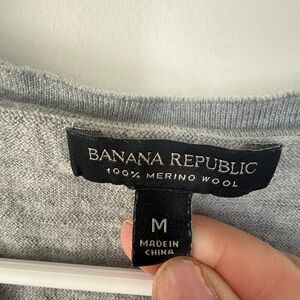 BANANA REPUBLIC
100% MERINO WOOL
M
MADE IN
CHINA